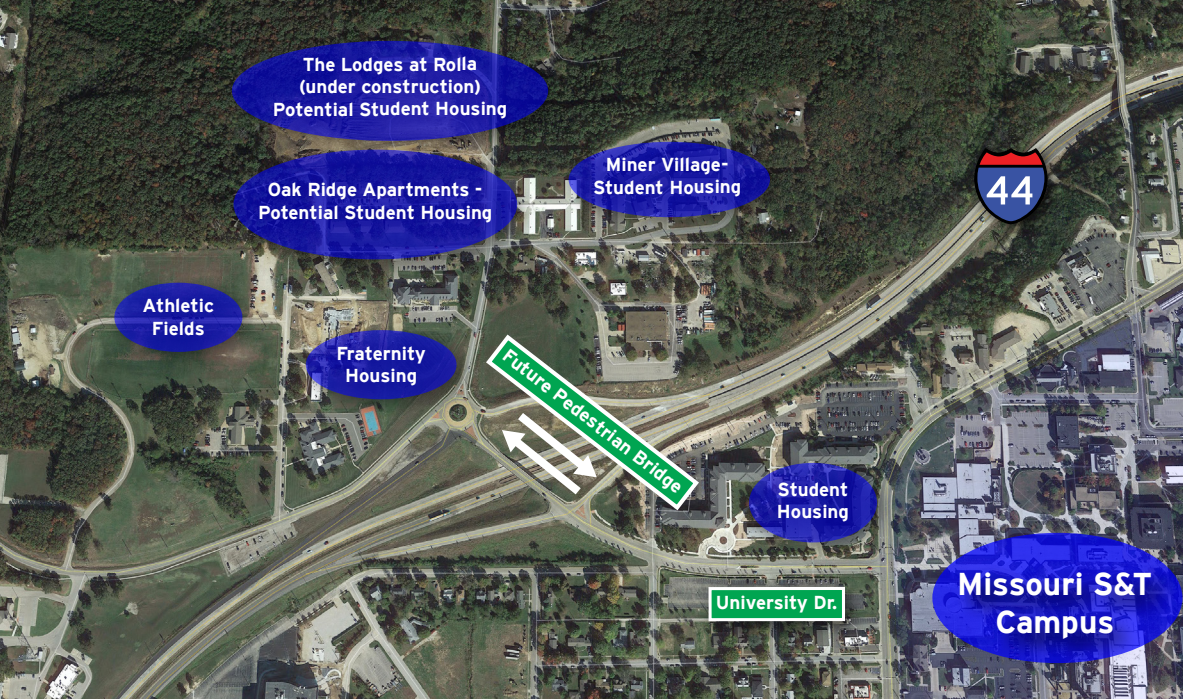 The Lodges at Rolla
(under construction)
Potential Student Housing
Oak Ridge Apartments -
Potential Student Housing
Miner Village-
Student Housing
44
Athletic
Fields
Fraternity
Housing
Future Pedestrian Bridge
Student
Housing
University Dr.
Missouri S&T
Campus